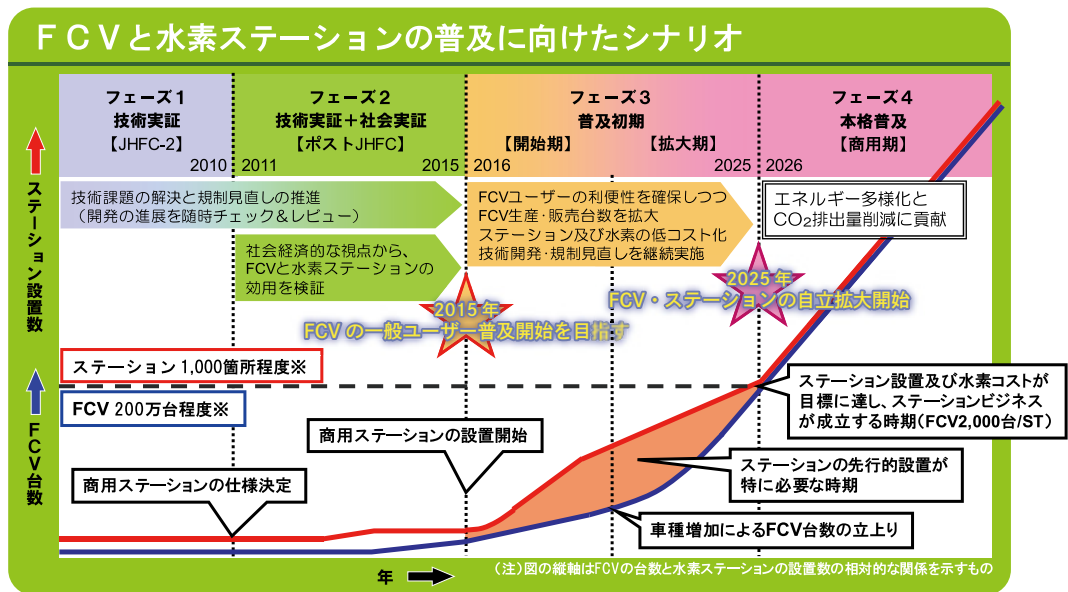 FCVと水素ステーションの普及に向けたシナリオ
フェーズ1
技術実証
【JHFC-2】
2010
フェーズ2
技術実証+社会実証
【ポストJHFC】
2011
2015
フェーズ3
普及初期
【開始期】
【拡大期】
2016
2025
フェーズ4
本格普及
【商用期】
2026
ステーション設置数
FCV台数
技術課題の解決と規制見直しの推進
(開発の進展を随時チェック&レビュー)
社会経済的な視点から、
FCVと水素ステーションの
効用を検証
FCVユーザーの利便性を確保しつつ
FCV生産・販売台数を拡大
ステーション及び水素の低コスト化
技術開発・規制見直しを継続実施
エネルギー多様化と
CO2排出量削減に貢献
2015年
FCVの一般ユーザー普及開始を目指す
2025年
FCV・ステーションの自立拡大開始
ステーション 1,000箇所程度※
FCV 200万台程度※
ステーション設置及び水素コストが
目標に達し、ステーションビジネス
が成立する時期(FCV2,000台/ST)
商用ステーションの設置開始
商用ステーションの仕様決定
ステーションの先行的設置が
特に必要な時期
車種増加によるFCV台数の立上り
年
(注)図の縦軸はFCVの台数と水素ステーションの設置数の相対的な関係を示すもの